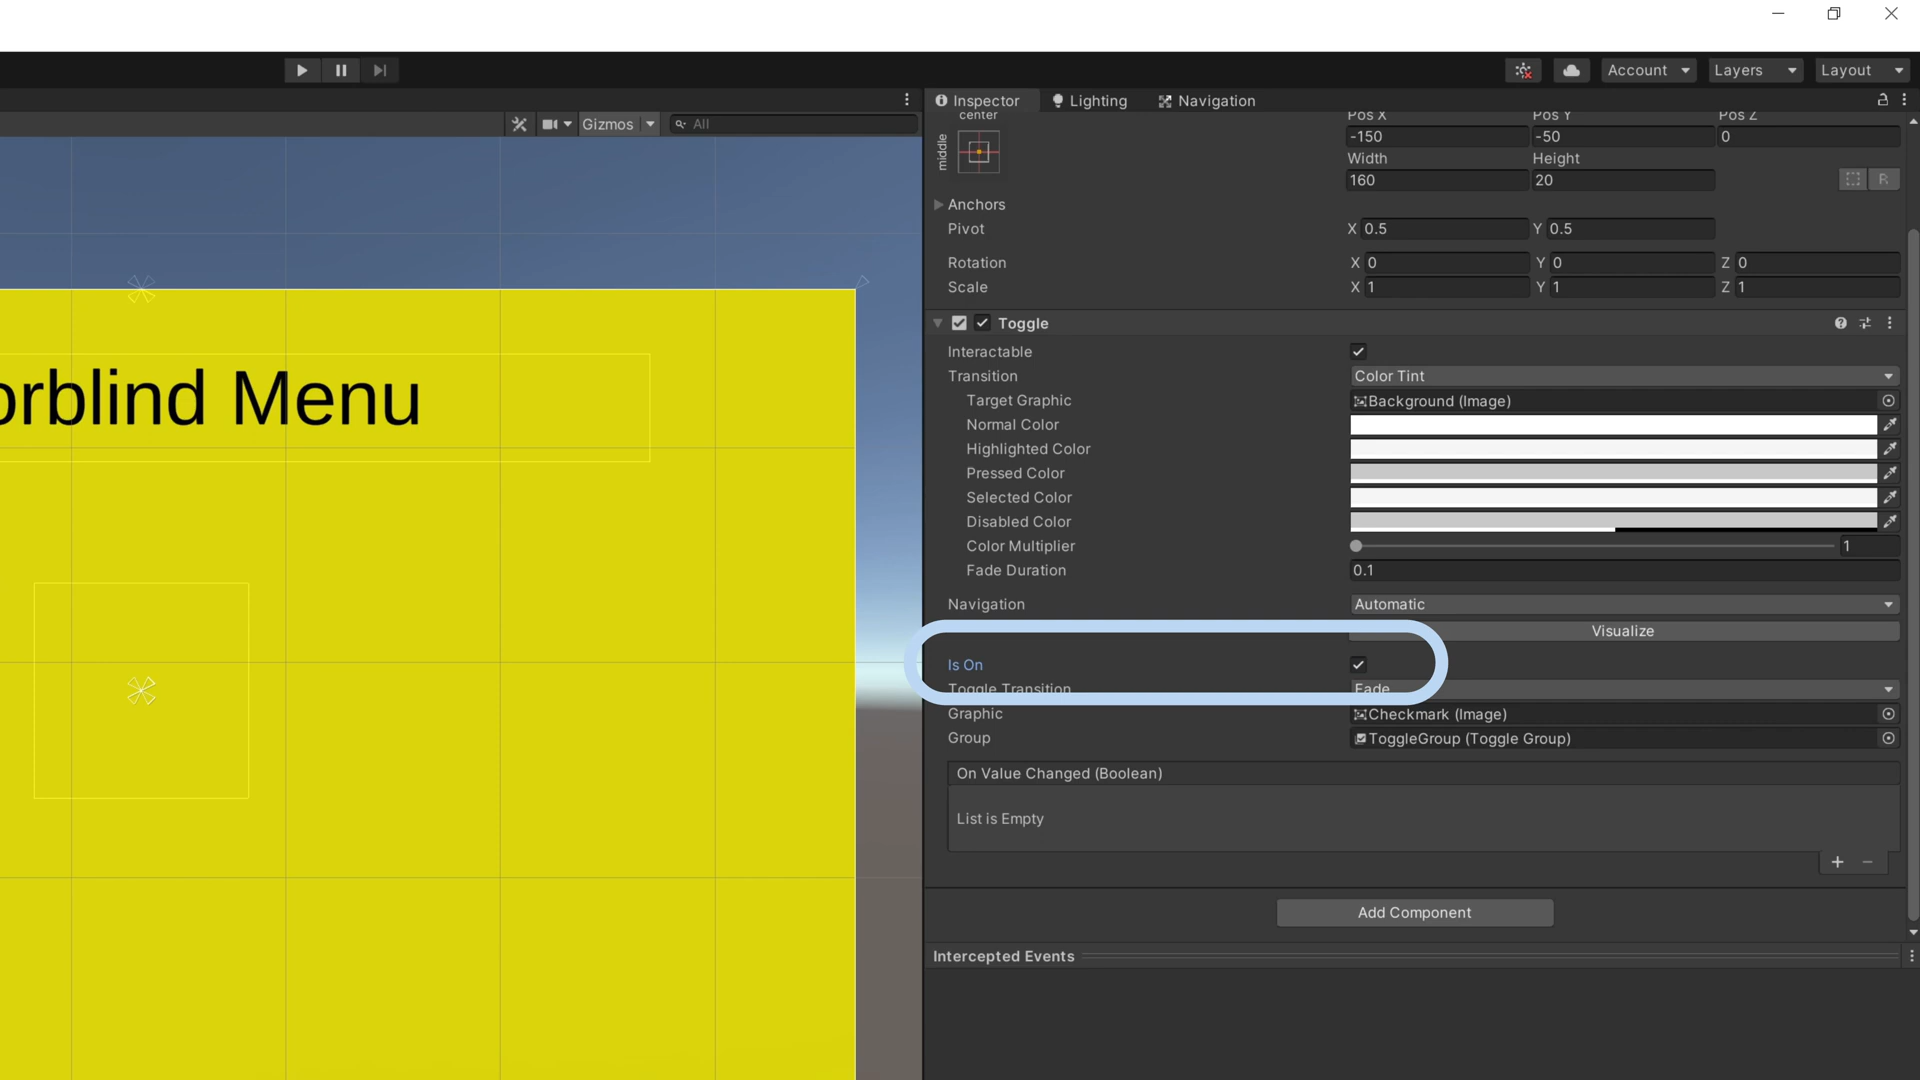 Account
Layers
Layout
Inspector
Lighting
Navigation
Gizmos
All
center
middle
Pos X
Pos Y
Pos Z
-150
-50
0
Width
Height
160
20
R
Anchors
Pivot
X 0.5
Y 0.5
Rotation
X 0
Y 0
Z 0
Scale
X 1
Y 1
Z 1
orblind Menu
Toggle
Interactable
Transition
Color Tint
Target Graphic
Background (Image)
Normal Color
Highlighted Color
Pressed Color
Selected Color
Disabled Color
Color Multiplier
1
Fade Duration
0.1
Navigation
Automatic
Visualize
Is On
Toggle Transition
Fade
Graphic
Checkmark (Image)
Group
ToggleGroup (Toggle Group)
On Value Changed (Boolean)
List is Empty
Add Component
Intercepted Events